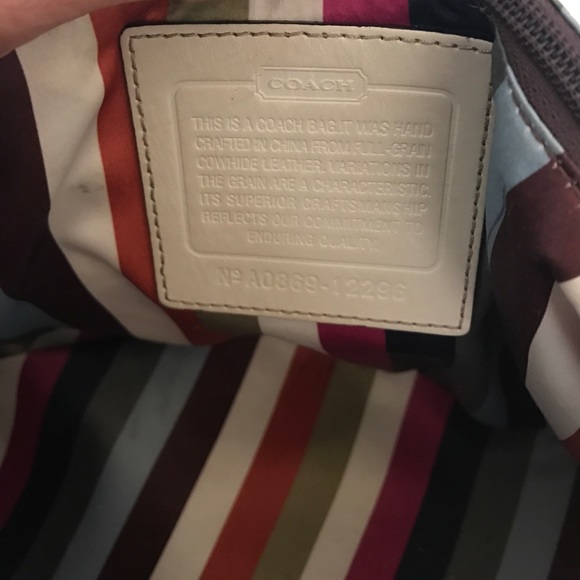 COACH
THIS IS A COACH BAG.IT WAS HAND
CRAFTED IN CHINA FROM FULL-GRAIN
COWHIDE LEATHER. VARIATIONS IN
THE GRAIN ARE A CHARACTERISTIC.
ITS SUPERIOR CRAFTSMANSHIP
REFLECTS OUR COMMITMENT TO
ENDURING QUALITY.
Nº A0869-12296